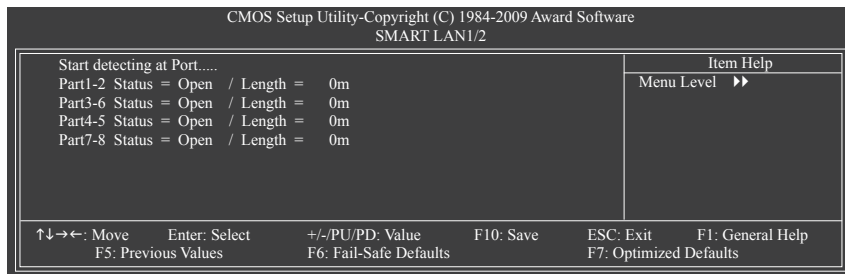 CMOS Setup Utility-Copyright (C) 1984-2009 Award Software
SMART LAN1/2
Start detecting at Port.....
Part1-2 Status = Open / Length = 0m
Part3-6 Status = Open / Length = 0m
Part4-5 Status = Open / Length = 0m
Part7-8 Status = Open / Length = 0m
Item Help
Menu Level ▶▶
↑↓→←: Move Enter: Select +/-/PU/PD: Value F10: Save ESC: Exit F1: General Help
F5: Previous Values F6: Fail-Safe Defaults F7: Optimized Defaults